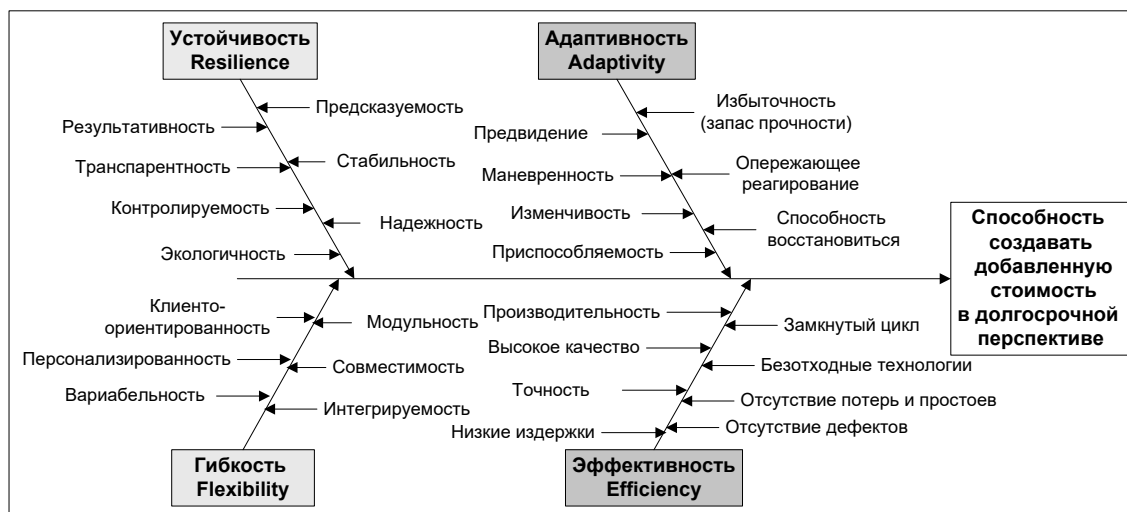 Устойчивость
Resilience
Адаптивность
Adaptivity
Предсказуемость
Результативность
Стабильность
Транспарентность
Контролируемость
Надежность
Экологичность
Избыточность
(запас прочности)
Предвидение
Опережающее
реагирование
Маневренность
Изменчивость
Способность
восстановиться
Приспособляемость
Способность
создавать
добавленную
стоимость
в долгосрочной
перспективе
Клиенто-
ориентированность
Модульность
Персонализированность
Совместимость
Вариабельность
Интегрируемость
Производительность
Замкнутый цикл
Высокое качество
Безотходные технологии
Точность
Отсутствие потерь и простоев
Низкие издержки
Отсутствие дефектов
Гибкость
Flexibility
Эффективность
Efficiency